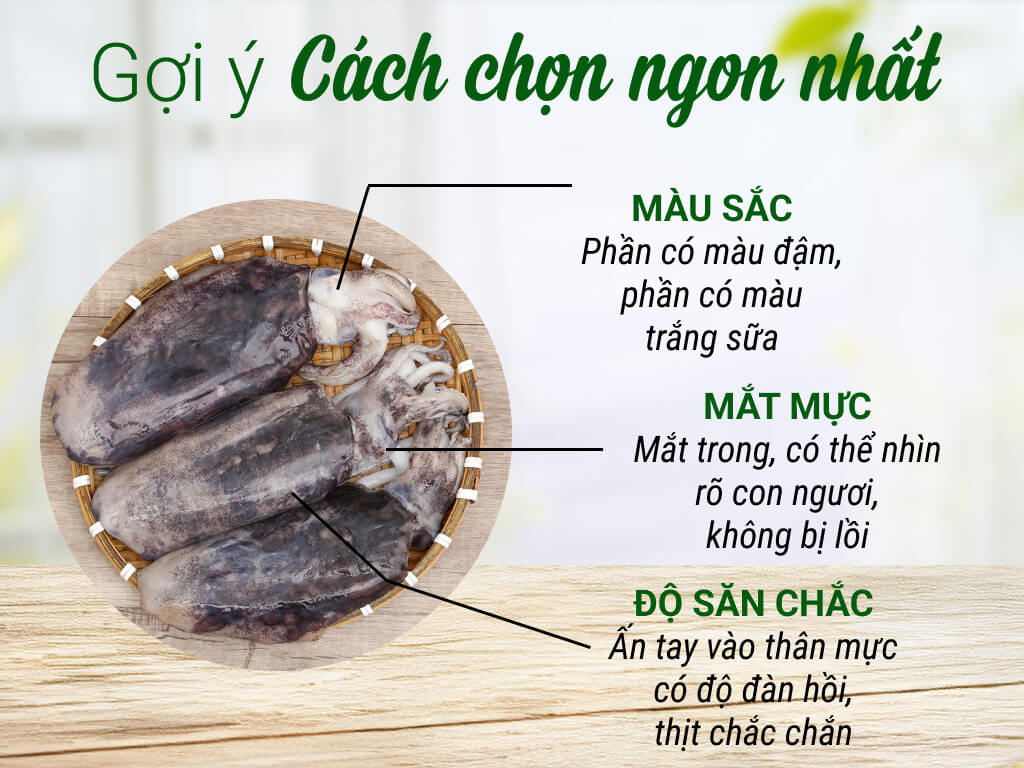 Gợi ý Cách chọn ngon nhất
MÀU SẮC
Phần có màu đậm,
phần có màu
trắng sữa
MẮT MỰC
Mắt trong, có thể nhìn
rõ con ngươi,
không bị lồi
ĐỘ SĂN CHẮC
Ấn tay vào thân mực
có độ đàn hồi,
thịt chắc chắn